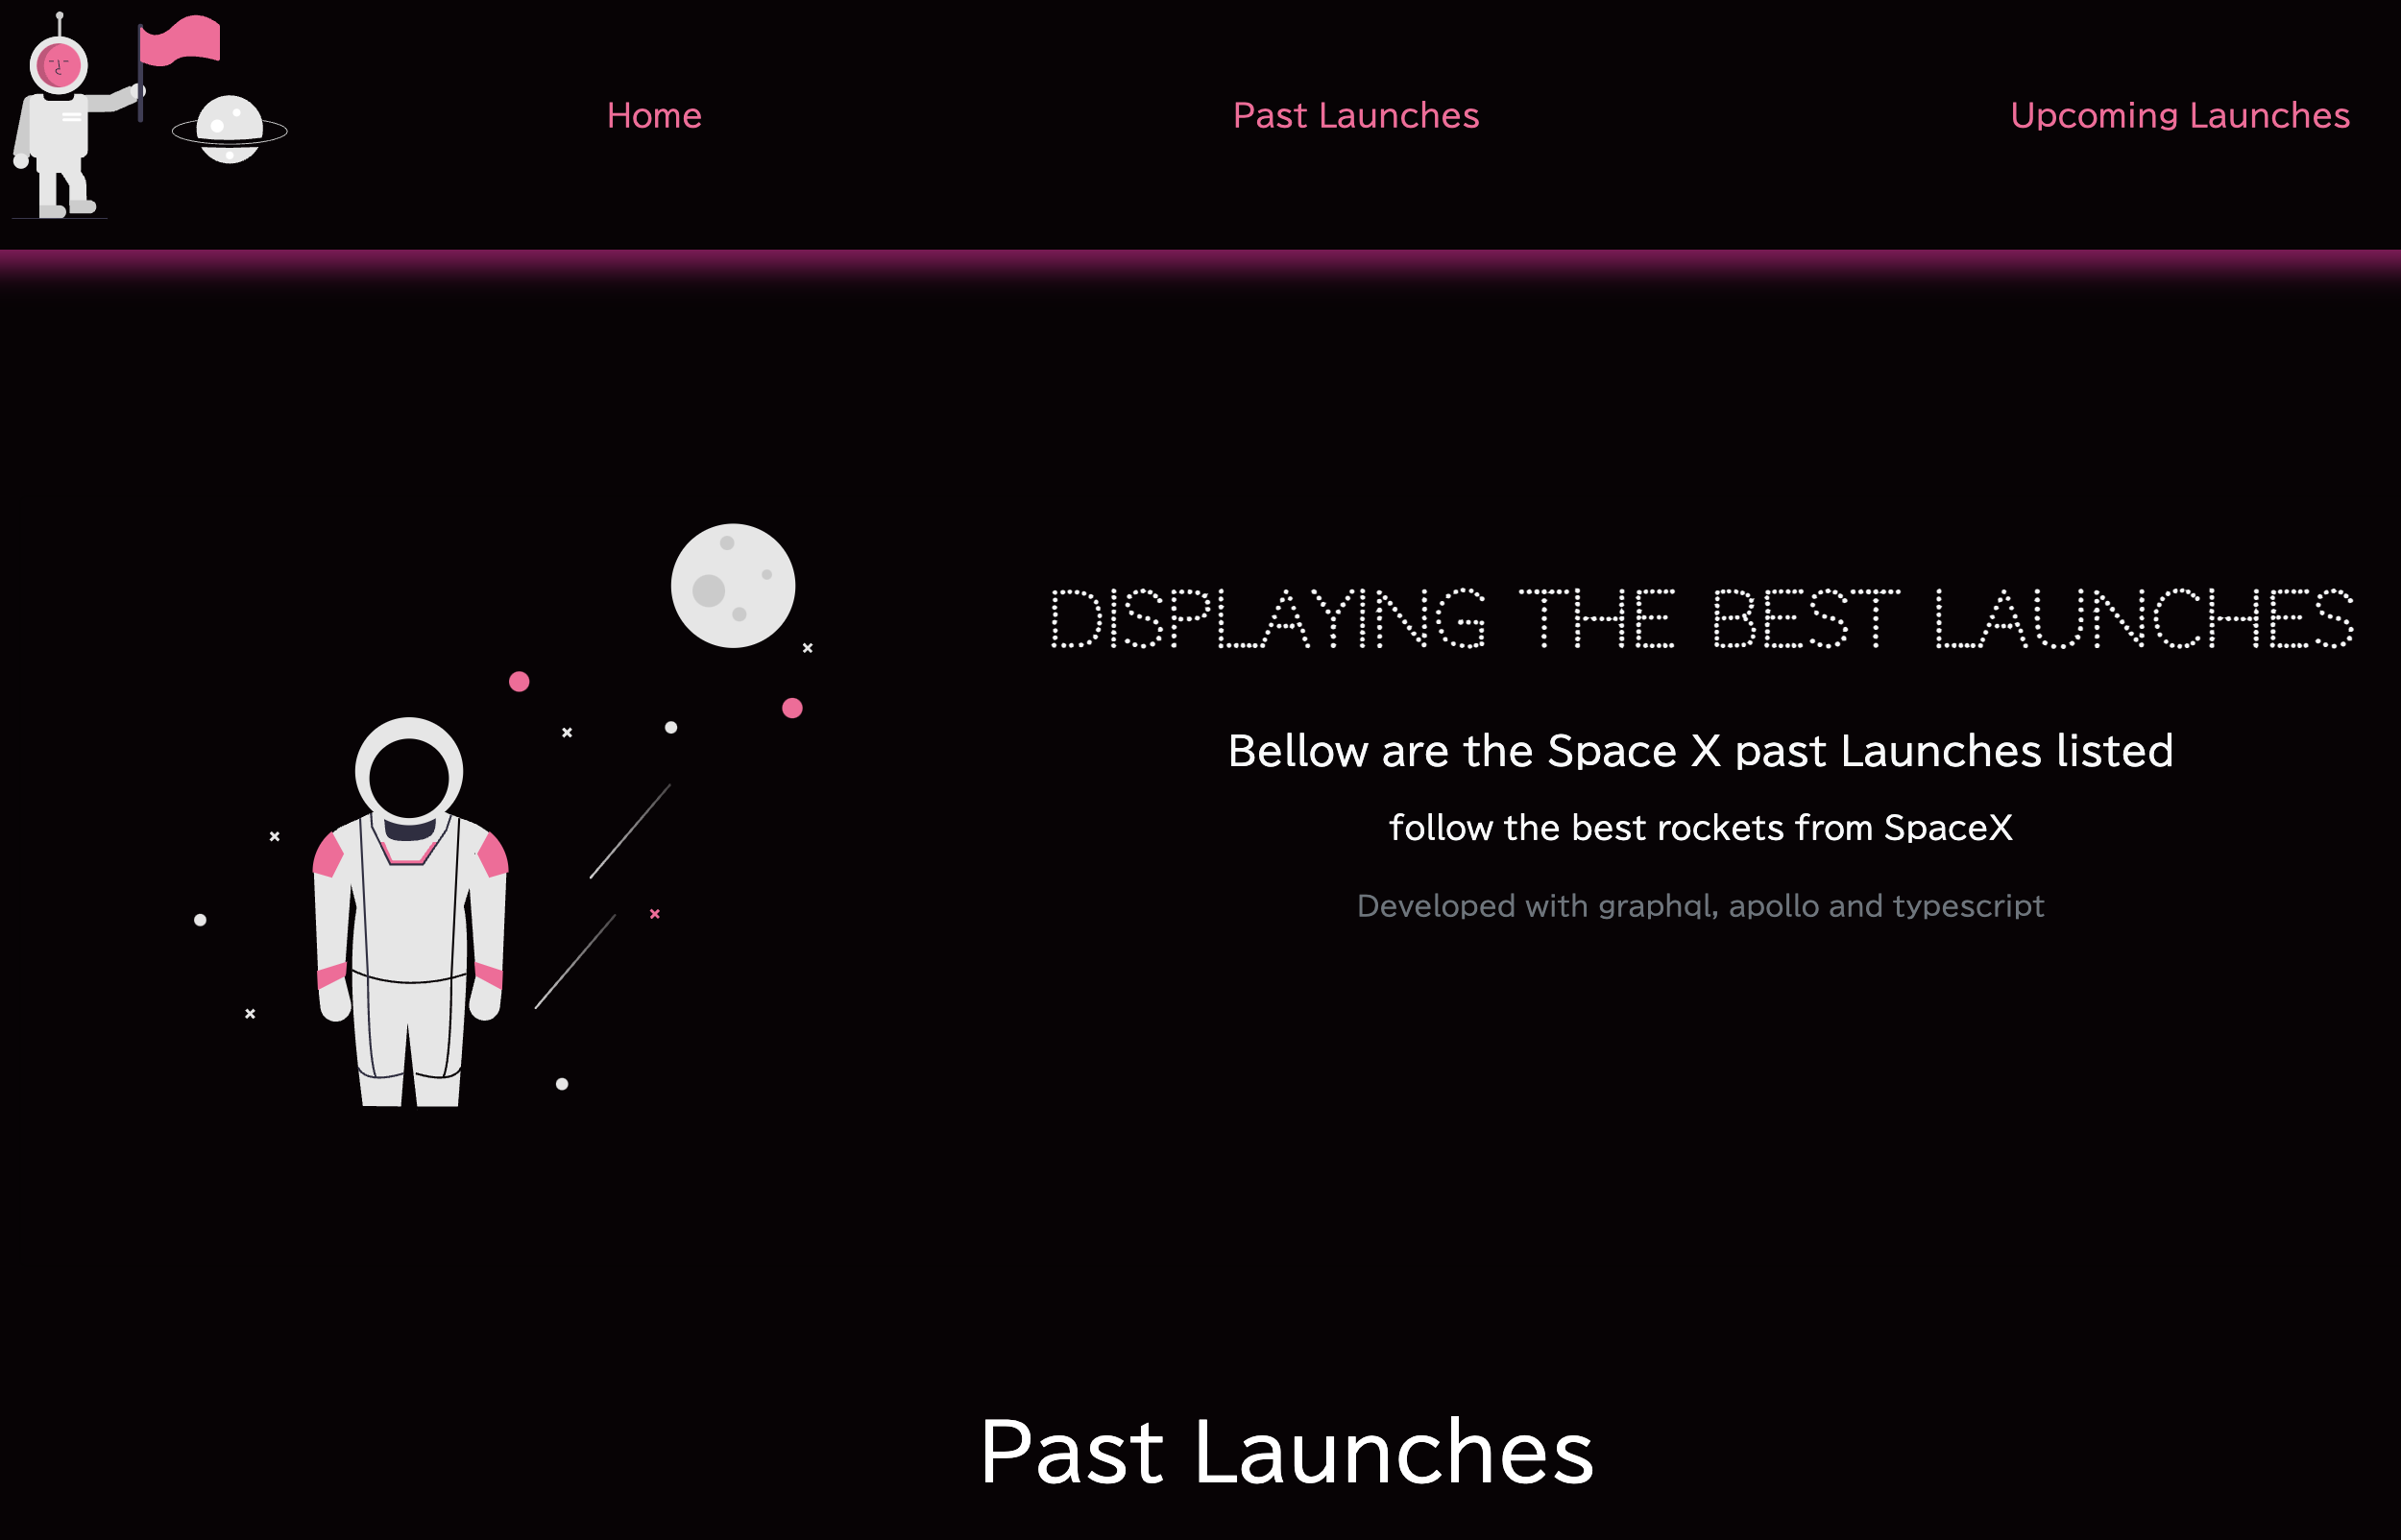 Home
Past Launches
Upcoming Launches
DISPLAYING THE BEST LAUNCHES
Bellow are the Space X past Launches listed
follow the best rockets from SpaceX
Developed with graphql, apollo and typescript
Past Launches